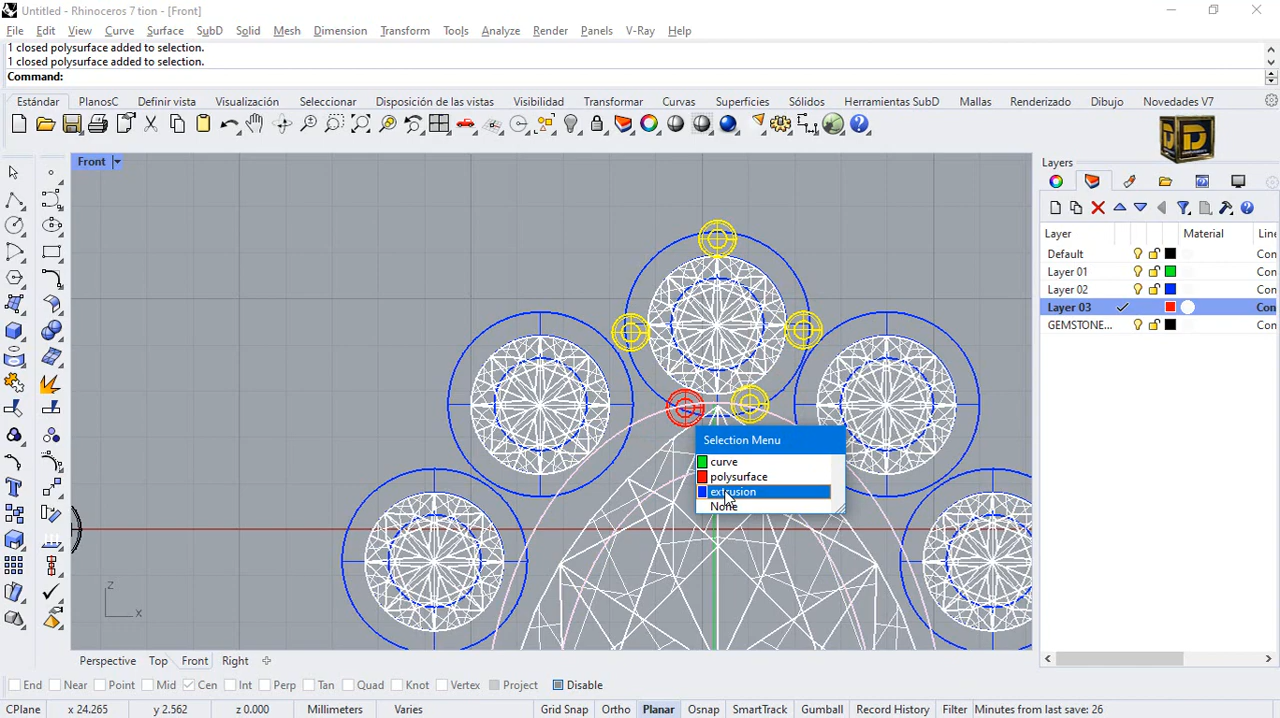 Untitled - Rhinoceros 7 tion - [Front]
File Edit View Curve Surface SubD Solid Mesh Dimension Transform Tools Analyze Render Panels V-Ray Help
1 closed polysurface added to selection.
1 closed polysurface added to selection.
Command:
Estándar PlanosC Definir vista Visualización Seleccionar Disposición de las vistas Visibilidad Transformar Curvas Superficies Sólidos Herramientas SubD Mallas Renderizado Dibujo Novedades V7
Front
Layers
Layer Material Line
Default Con
Layer 01 Con
Layer 02 Con
Layer 03 Con
GEMSTONE... Con
Selection Menu
curve
polysurface
extrusion
None
z
x
Perspective Top Front Right
End Near Point Mid Cen Int Perp Tan Quad Knot Vertex Project Disable
CPlane x 24.265 y 2.562 z 0.000 Millimeters Varies Grid Snap Ortho Planar Osnap SmartTrack Gumball Record History Filter Minutes from last save: 26